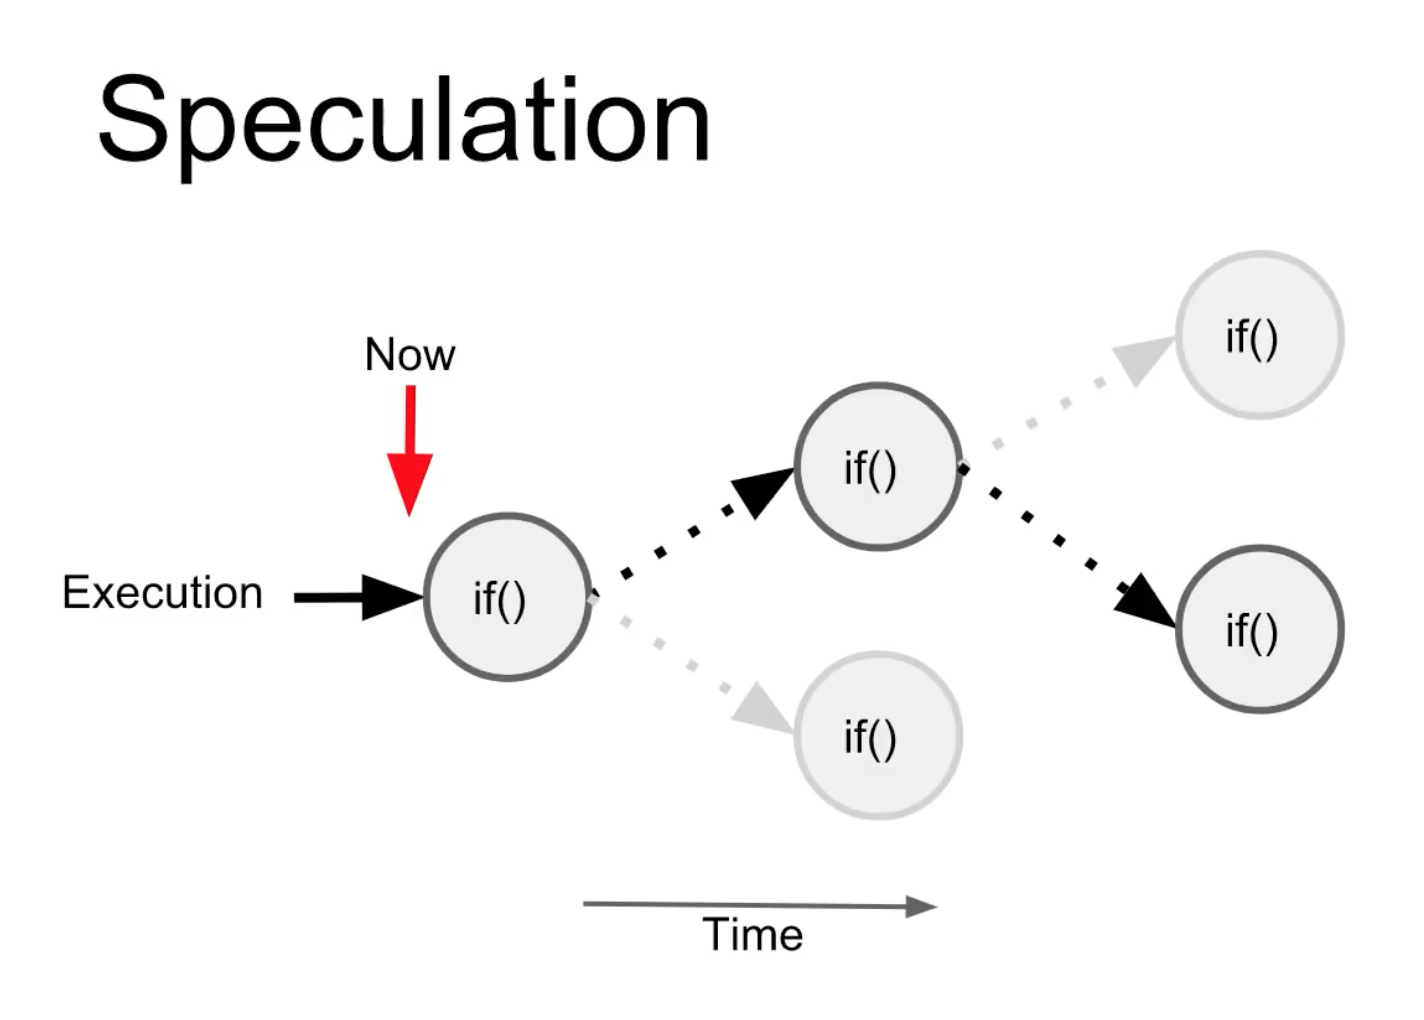 Speculation
Now
Execution
if()
if()
if()
if()
if()
Time